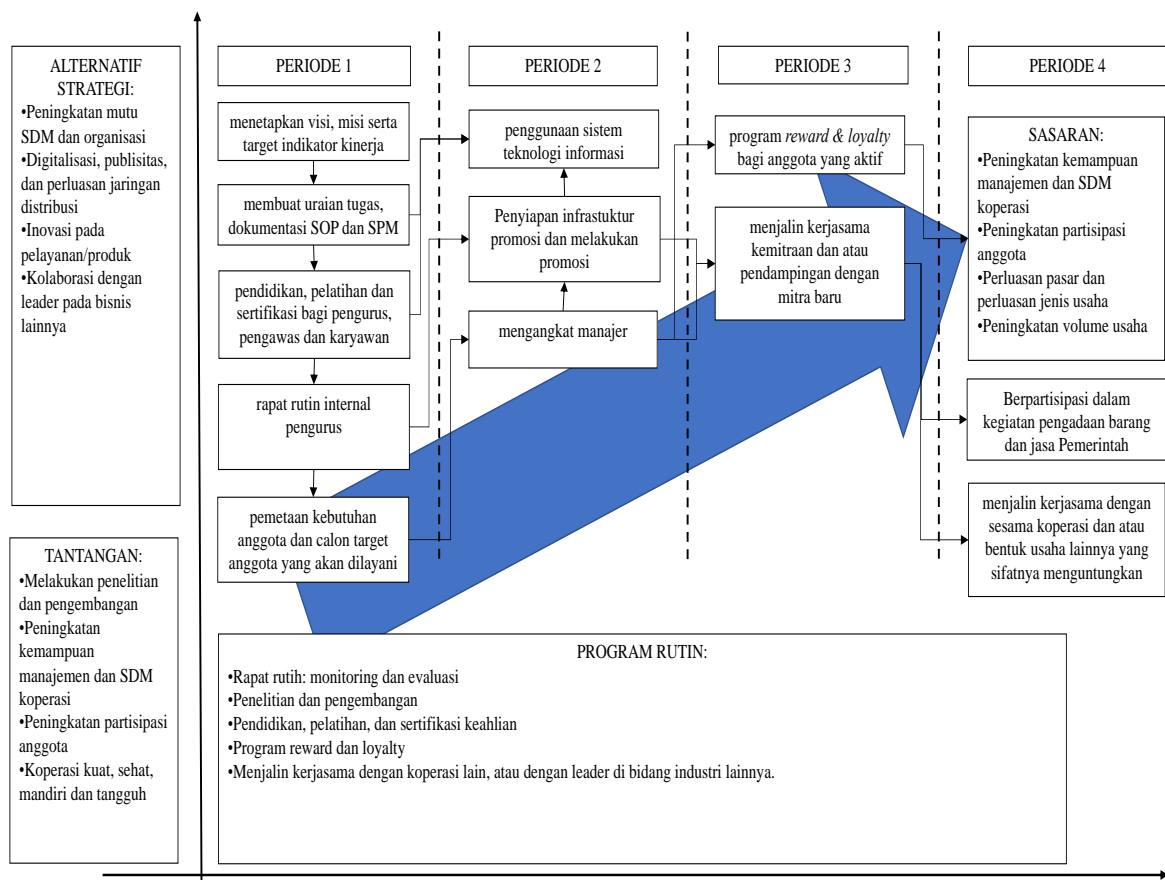 ALTERNATIF
STRATEGI:
•Peningkatan mutu
SDM dan organisasi
•Digitalisasi, publisitas,
dan perluasan jaringan
distribusi
•Inovasi pada
pelayanan/produk
•Kolaborasi dengan
leader pada bisnis
lainnya
TANTANGAN:
•Melakukan penelitian
dan pengembangan
•Peningkatan
kemampuan
manajemen dan SDM
koperasi
•Peningkatan partisipasi
anggota
•Koperasi kuat, sehat,
mandiri dan tangguh
PERIODE 1
menetapkan visi, misi serta
target indikator kinerja
membuat uraian tugas,
dokumentasi SOP dan SPM
pendidikan, pelatihan dan
sertifikasi bagi pengurus,
pengawas dan karyawan
rapat rutin internal
pengurus
pemetaan kebutuhan
anggota dan calon target
anggota yang akan dilayani
PERIODE 2
penggunaan sistem
teknologi informasi
Penyiapan infrastuktur
promosi dan melakukan
promosi
mengangkat manajer
PERIODE 3
program reward & loyalty
bagi anggota yang aktif
menjalin kerjasama
kemitraan dan atau
pendampingan dengan
mitra baru
PERIODE 4
SASARAN:
•Peningkatan kemampuan
manajemen dan SDM
koperasi
•Peningkatan partisipasi
anggota
•Perluasan pasar dan
perluasan jenis usaha
•Peningkatan volume usaha
Berpartisipasi dalam
kegiatan pengadaan barang
dan jasa Pemerintah
menjalin kerjasama dengan
sesama koperasi dan atau
bentuk usaha lainnya yang
sifatnya menguntungkan
PROGRAM RUTIN:
•Rapat rutih: monitoring dan evaluasi
•Penelitian dan pengembangan
•Pendidikan, pelatihan, dan sertifikasi keahlian
•Program reward dan loyalty
•Menjalin kerjasama dengan koperasi lain, atau dengan leader di bidang industri lainnya.